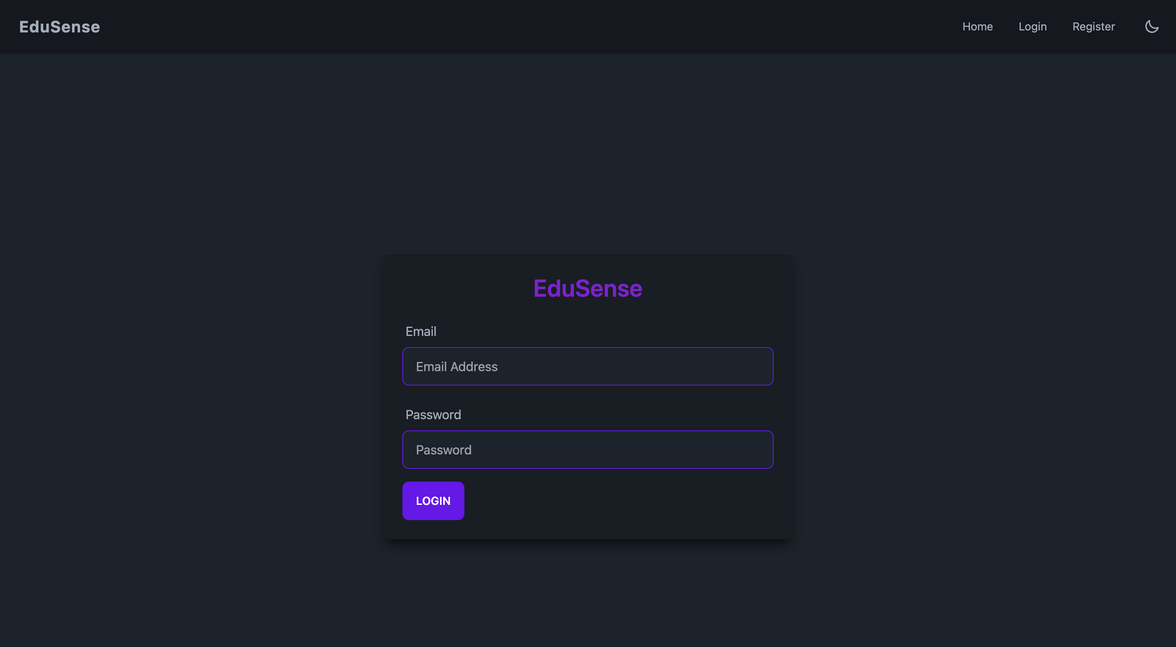 EduSense
Home Login Register
EduSense
Email
Email Address
Password
Password
LOGIN